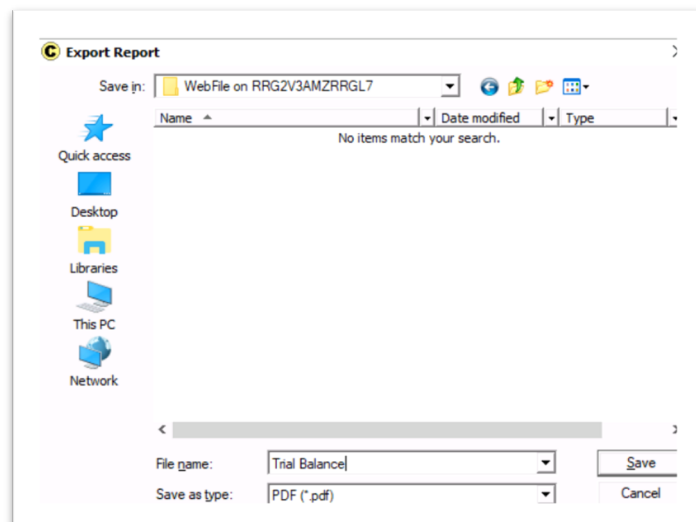 C Export Report
Save in: WebFile on RRG2V3AMZRRGL7
Name Date modified Type
No items match your search.
Quick access
Desktop
Libraries
This PC
Network
File name: Trial Balance Save
Save as type: PDF (*.pdf) Cancel